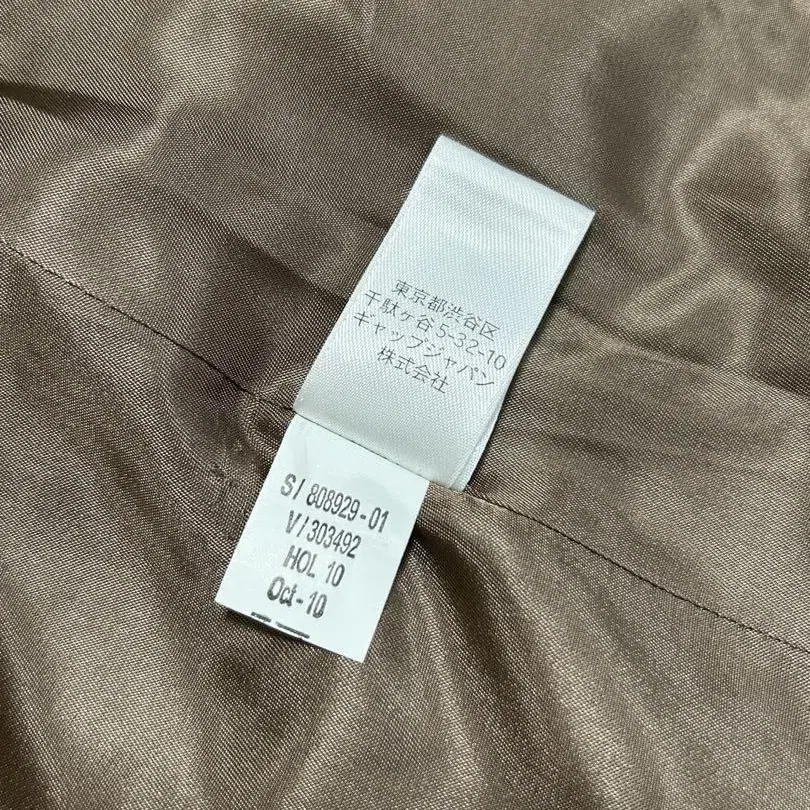 東京都渋谷区
千駄ヶ谷5-32-10
ギャップジャパン
株式会社
S/ 808929-01
V/303492
HOL 10
Oct-10